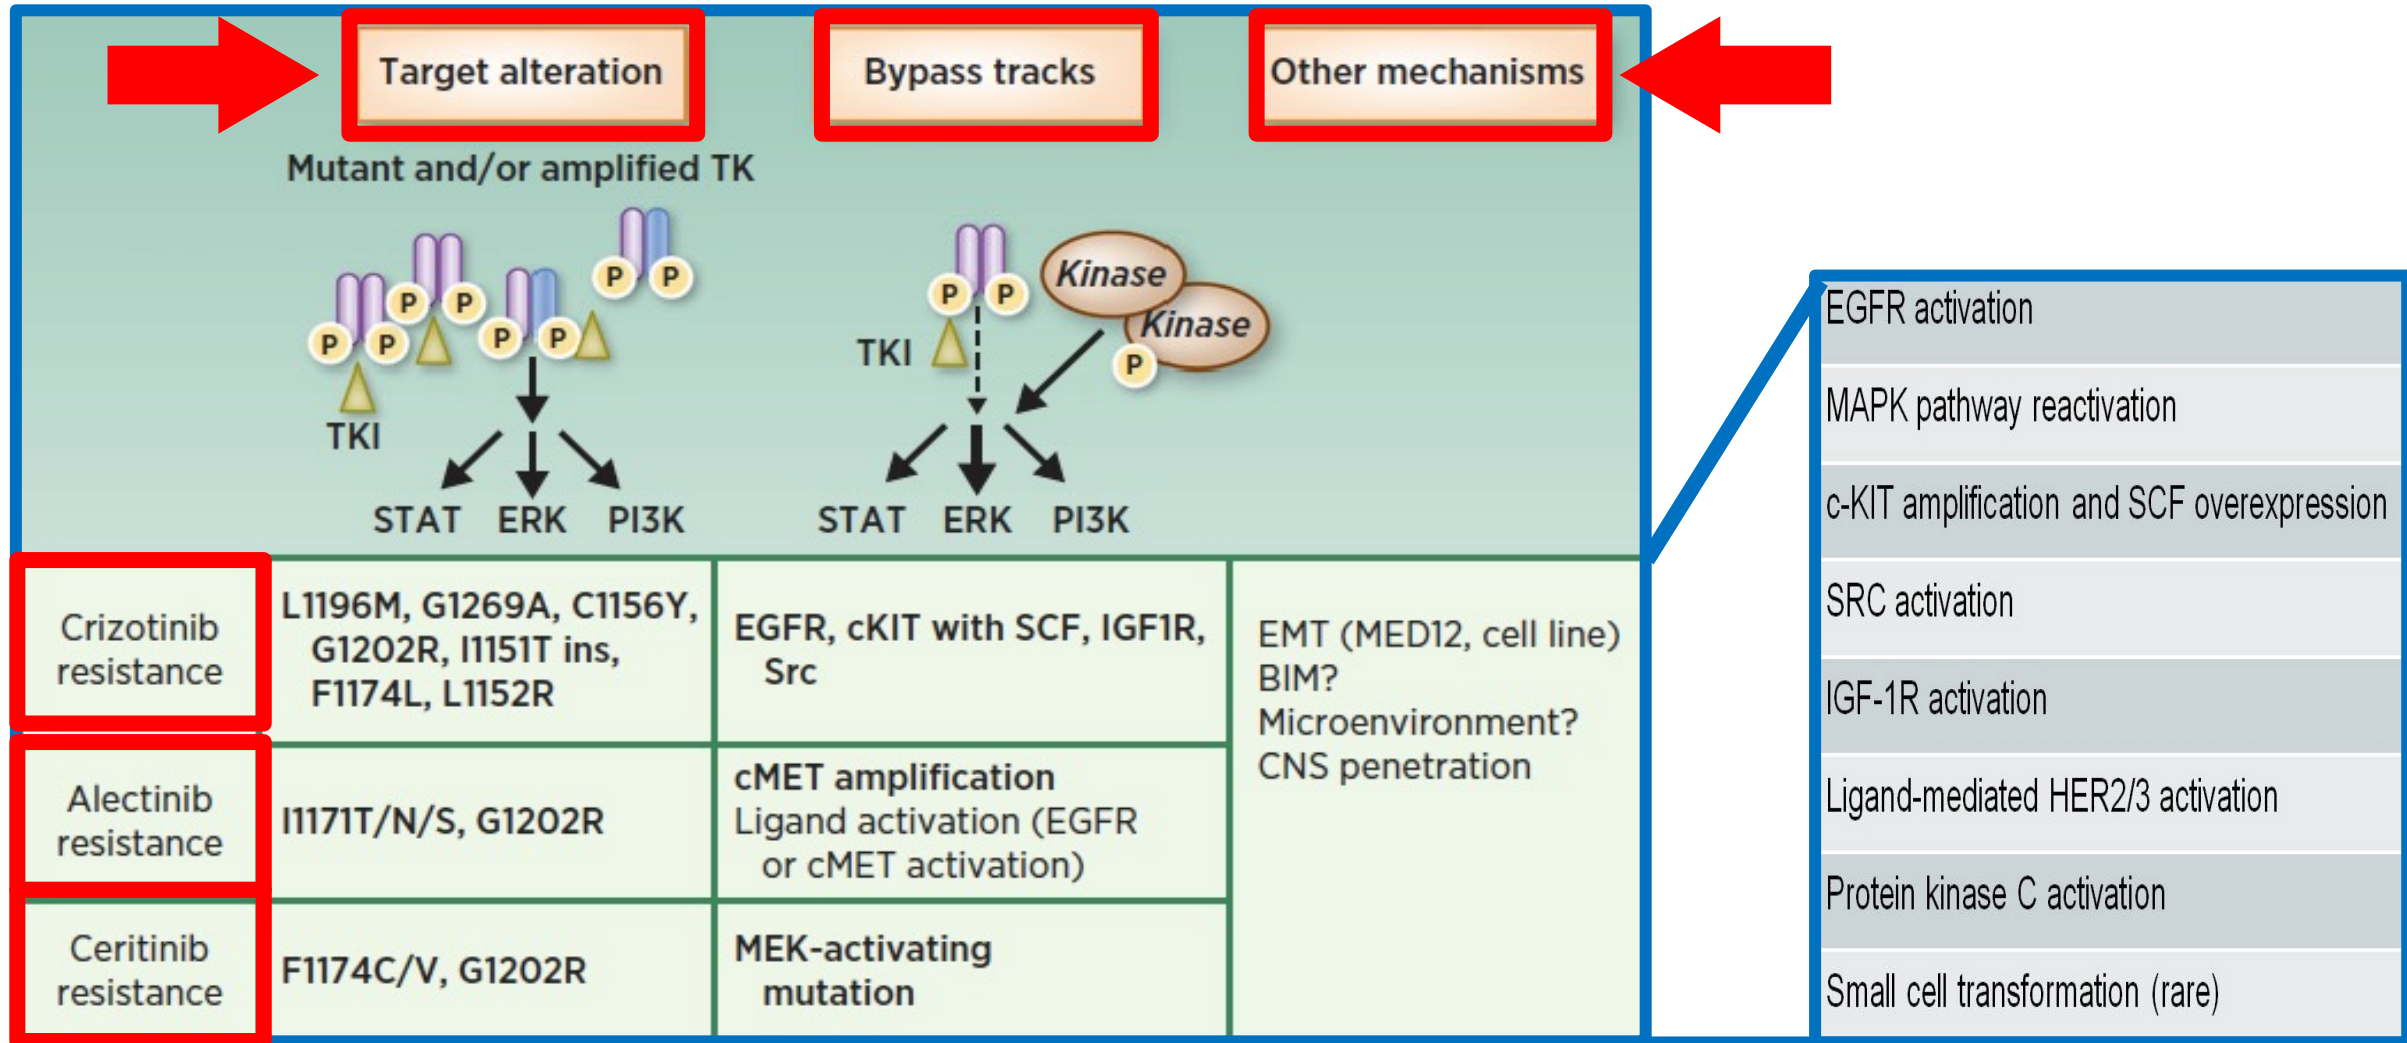 Target alteration
Bypass tracks
Other mechanisms
Mutant and/or amplified TK
P P
P P
P P
P P
TKI
STAT ERK PI3K
P P
Kinase
Kinase
P
TKI
STAT ERK PI3K
Crizotinib
resistance
L1196M, G1269A, C1156Y,
G1202R, I1151T ins,
F1174L, L1152R
EGFR, cKIT with SCF, IGF1R,
Src
EMT (MED12, cell line)
BIM?
Microenvironment?
CNS penetration
Alectinib
resistance
I1171T/N/S, G1202R
cMET amplification
Ligand activation (EGFR
or cMET activation)
Ceritinib
resistance
F1174C/V, G1202R
MEK-activating
mutation
EGFR activation
MAPK pathway reactivation
c-KIT amplification and SCF overexpression
SRC activation
IGF-1R activation
Ligand-mediated HER2/3 activation
Protein kinase C activation
Small cell transformation (rare)